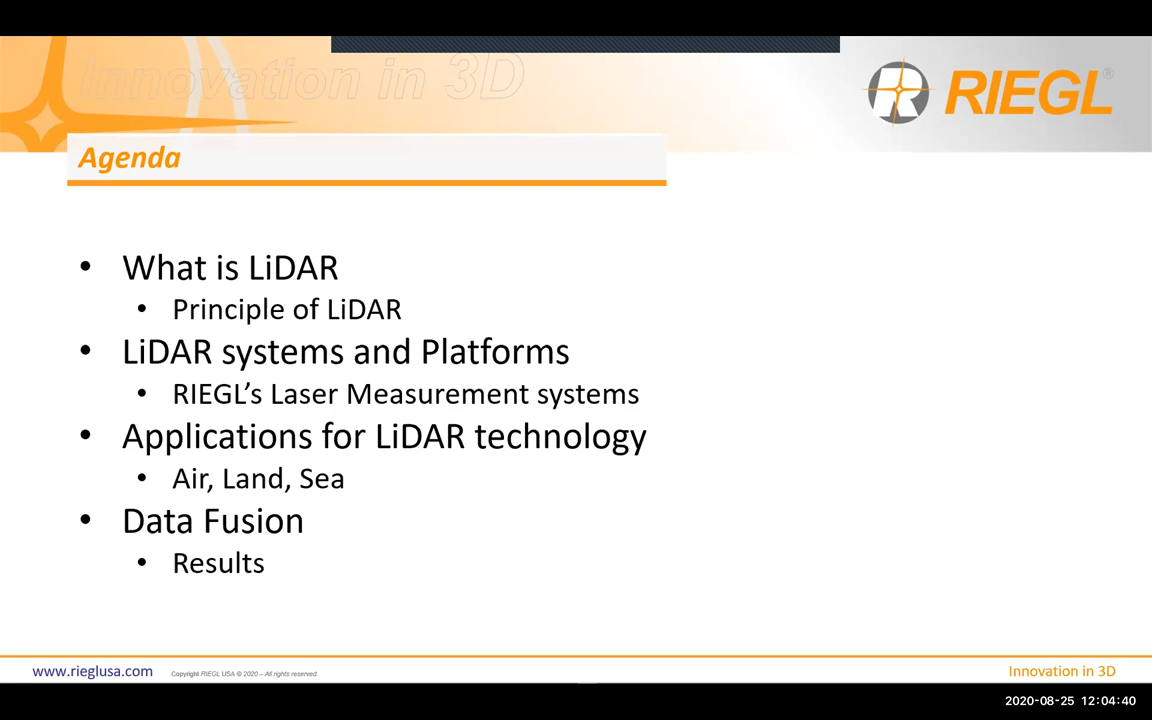 Innovation in 3D
RIEGL®
Agenda
• What is LiDAR
• Principle of LiDAR
• LiDAR systems and Platforms
• RIEGL’s Laser Measurement systems
• Applications for LiDAR technology
• Air, Land, Sea
• Data Fusion
• Results
www.rieglusa.com
Copyright RIEGL USA © 2020 – All rights reserved
Innovation in 3D
2020-08-25 12:04:40